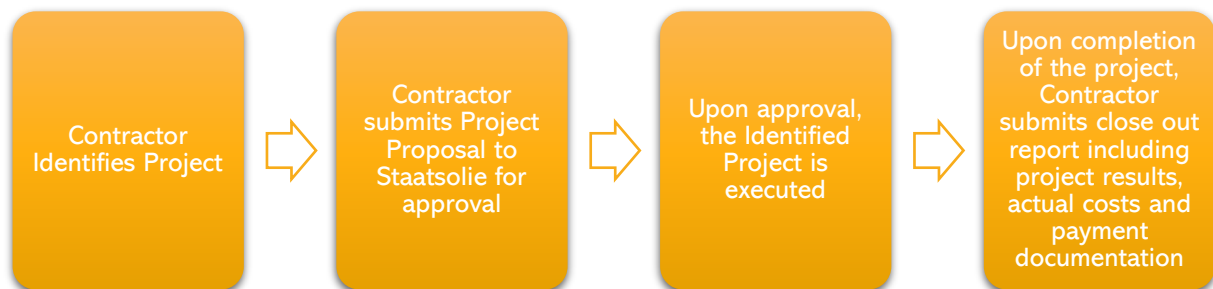 Contractor
Identifies Project
Contractor
submits Project
Proposal to
Staatsolie for
approval
Upon approval,
the Identified
Project is
executed
Upon completion
of the project,
Contractor
submits close out
report including
project results,
actual costs and
payment
documentation